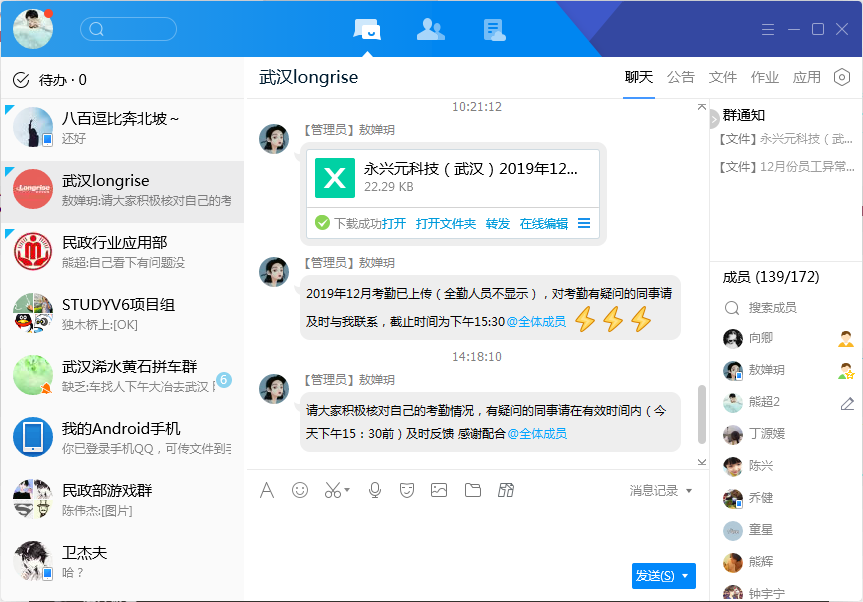 待办 · 0
八百逗比奔北坡～
还好
Longrise
武汉longrise
敖婵玥:请大家积极核对自己的考
民政行业应用部
熊超:自己看下有问题没
STUDYV6项目组
独木桥上:[OK]
武汉浠水黄石拼车群
缺乏:车找人下午大冶去武汉
6
我的Android手机
你已登录手机QQ，可传文件到手
民政部游戏群
陈伟杰:[图片]
卫杰夫
哈？
武汉longrise
聊天 公告 文件 作业 应用
10:21:12
【管理员】敖婵玥
永兴元科技（武汉）2019年12...
22.29 KB
下载成功 打开 打开文件夹 转发 在线编辑
【管理员】敖婵玥
2019年12月考勤已上传（全勤人员不显示），对考勤有疑问的同事请
及时与我联系，截止时间为下午15:30@全体成员
14:18:10
【管理员】敖婵玥
请大家积极核对自己的考勤情况，有疑问的同事请在有效时间内（今
天下午15：30前）及时反馈 感谢配合@全体成员
消息记录
发送(S)
群通知
【文件】永兴元科技（武...
【文件】12月份员工异常...
成员 (139/172)
搜索成员
向卿
敖婵玥
熊超2
丁源媛
陈兴
乔健
童星
熊辉
钟宇宁